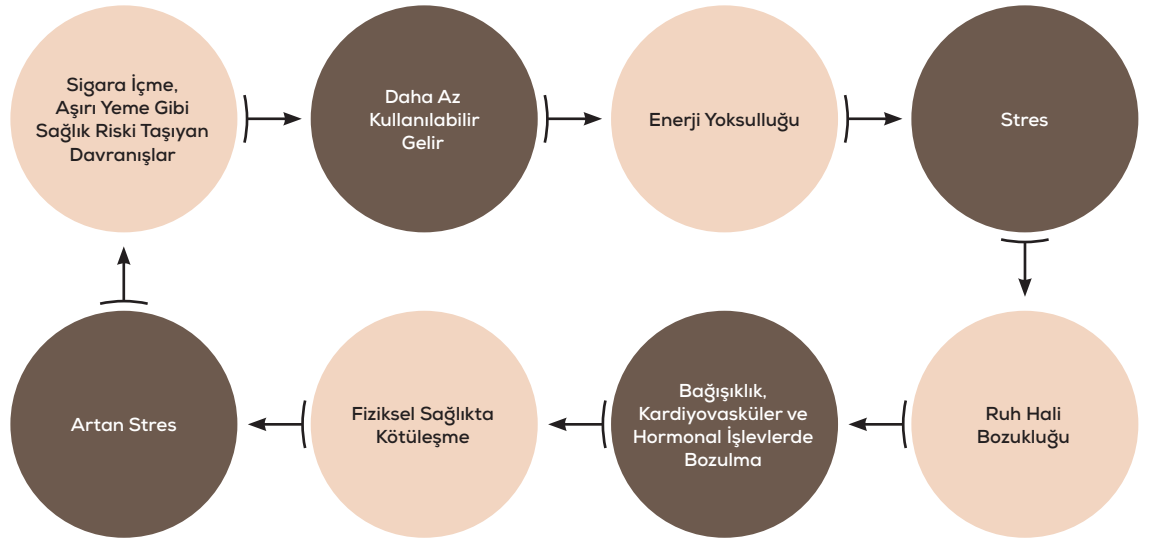 Sigara İçme,
Aşırı Yeme Gibi
Sağlık Riski Taşıyan
Davranışlar
Daha Az
Kullanılabilir
Gelir
Enerji Yoksulluğu
Stres
Ruh Hali
Bozukluğu
Bağışıklık,
Kardiyovasküler ve
Hormonal İşlevlerde
Bozulma
Fiziksel Sağlıkta
Kötüleşme
Artan Stres